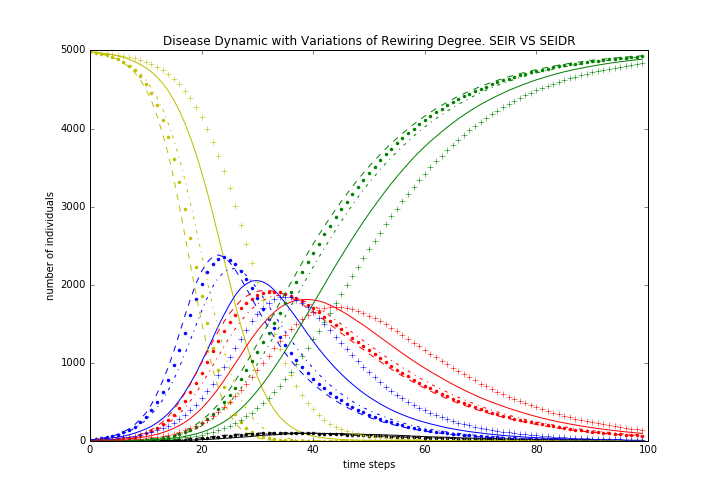 Disease Dynamic with Variations of Rewiring Degree. SEIR VS SEIDR
5000
4000
3000
2000
1000
0
number of individuals
0 20 40 60 80 100
time steps